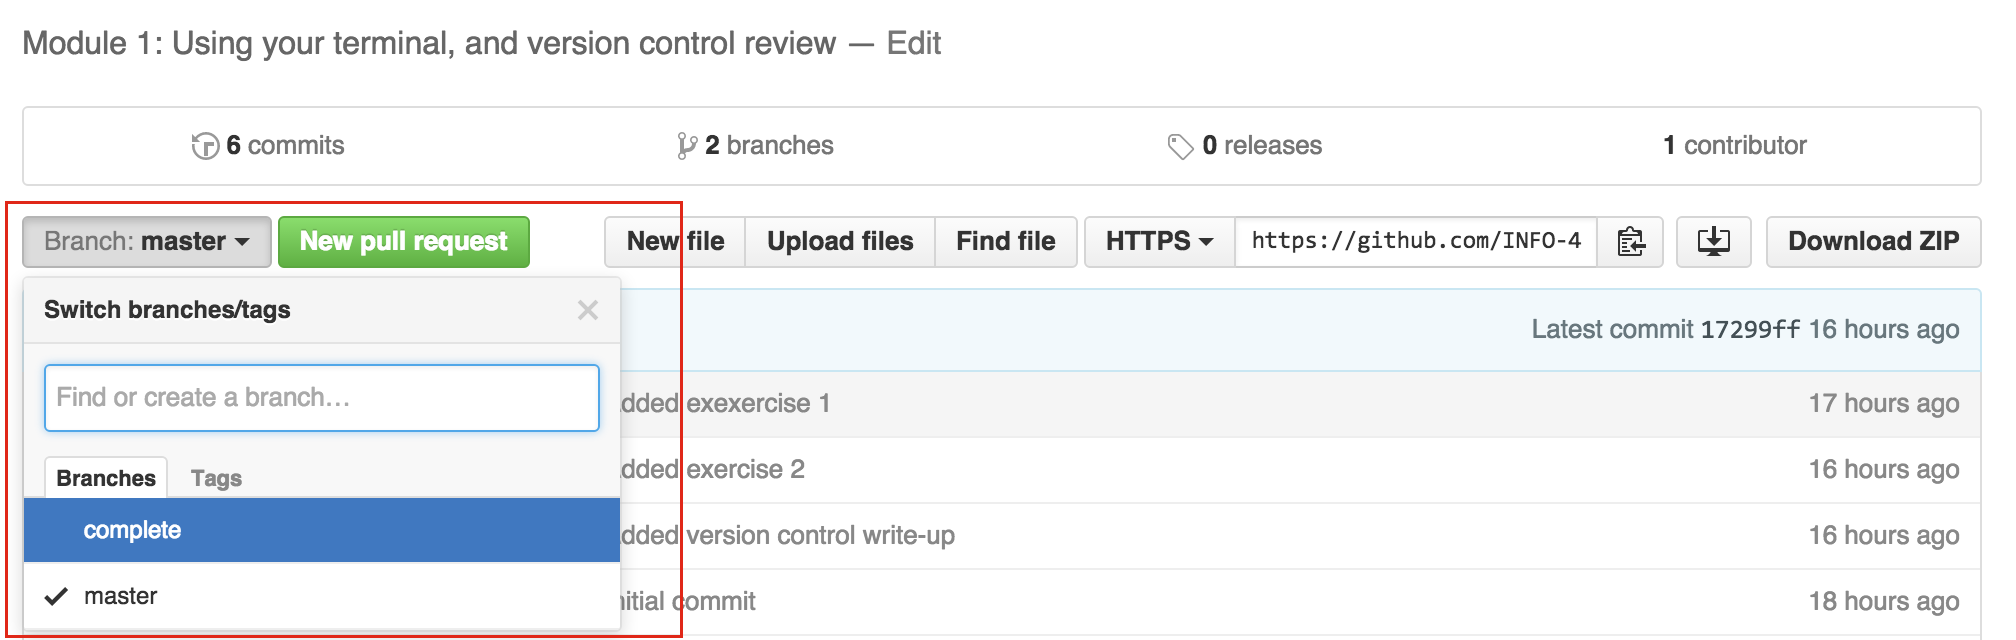 Module 1: Using your terminal, and version control review — Edit
6 commits 2 branches 0 releases 1 contributor
Branch: master New pull request New file Upload files Find file HTTPS https://github.com/INFO-4 Download ZIP
Switch branches/tags
Latest commit 17299ff 16 hours ago
Find or create a branch…
dded exexercise 1 17 hours ago
Branches Tags
dded exercise 2 16 hours ago
complete
dded version control write-up 16 hours ago
master
nitial commit 18 hours ago